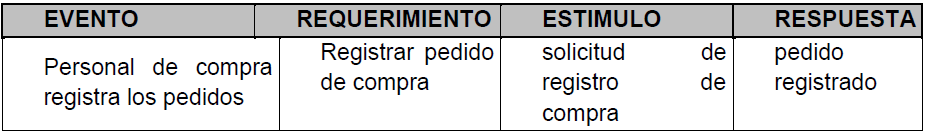 EVENTO REQUERIMIENTO ESTIMULO RESPUESTA
Personal de compra
registra los pedidos
Registrar pedido
de compra
solicitud de
registro de
compra
pedido
registrado